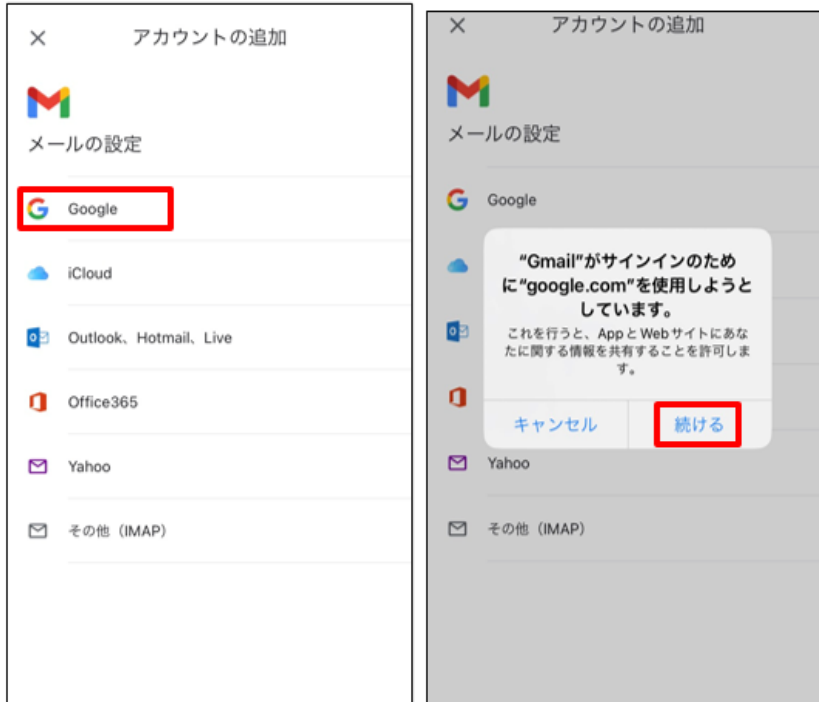 アカウントの追加
メールの設定
Google
iCloud
Outlook、Hotmail、Live
Office365
Yahoo
その他（IMAP）
アカウントの追加
メールの設定
Google
“Gmail”がサインインのため
に“google.com”を使用しようと
しています。
これを行うと、AppとWebサイトにあな
たに関する情報を共有することを許可しま
す。
キャンセル 続ける
Yahoo
その他（IMAP）